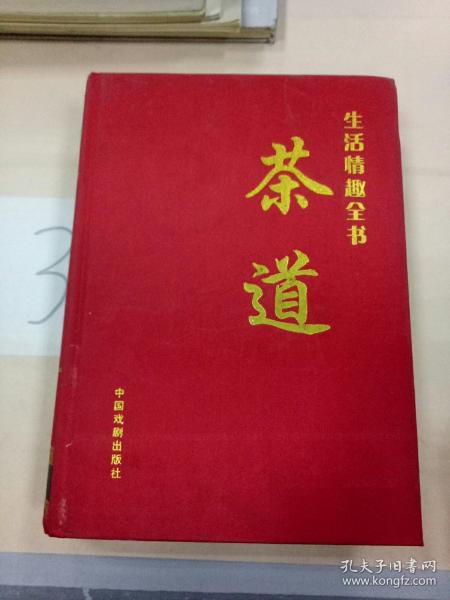 生活情趣全书
茶道
中国戏剧出版社
3
孔夫子旧书网
www.kongfz.com